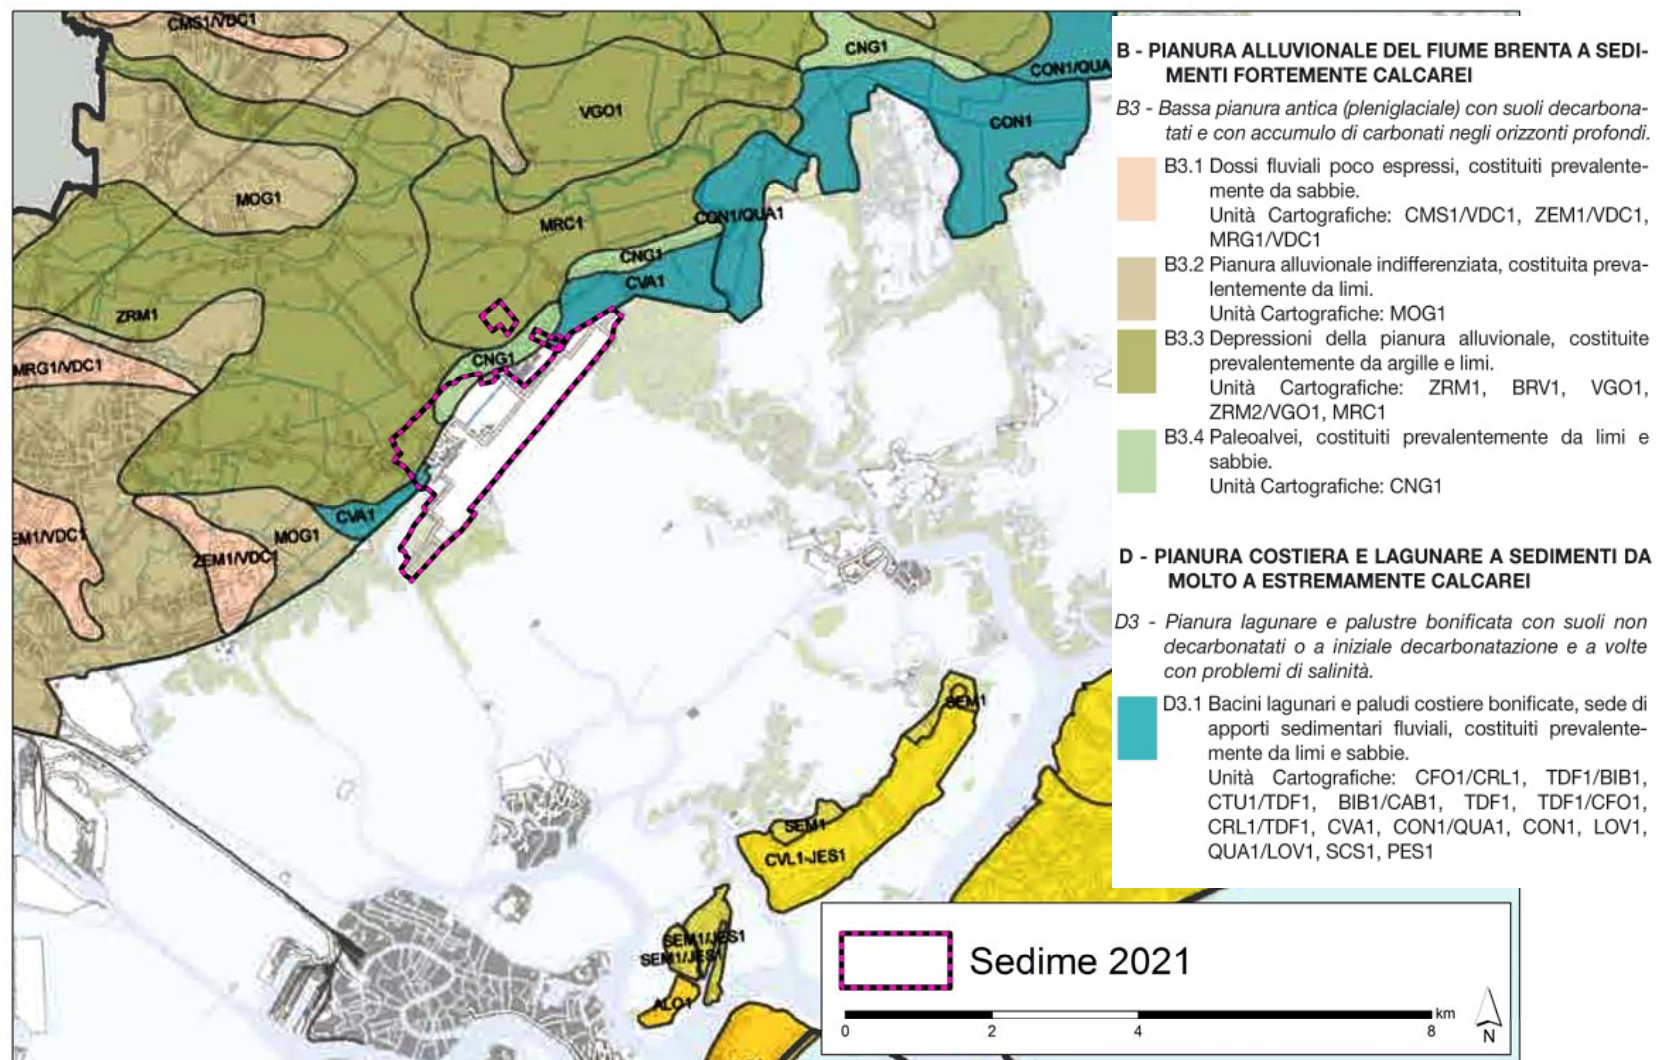 CMS1/VDC1
CNG1
CON1/QUA
VGO1
CON1
MOG1
CON1/QUA1
MRC1
CNG1
CVA1
ZRM1
CNG1
MRG1/VDC1
CVA1
MOG1
EM1/VDC1
ZEM1/VDC1
SEM1
SEM1
CVL1-JES1
SEM1/JES1
SEM1/JES1
ALO1
B - PIANURA ALLUVIONALE DEL FIUME BRENTA A SEDI-
MENTI FORTEMENTE CALCAREI
B3 - Bassa pianura antica (pleniglaciale) con suoli decarbona-
tati e con accumulo di carbonati negli orizzonti profondi.
B3.1 Dossi fluviali poco espressi, costituiti prevalente-
mente da sabbie.
Unità Cartografiche: CMS1/VDC1, ZEM1/VDC1,
MRG1/VDC1
B3.2 Pianura alluvionale indifferenziata, costituita preva-
lentemente da limi.
Unità Cartografiche: MOG1
B3.3 Depressioni della pianura alluvionale, costituite
prevalentemente da argille e limi.
Unità Cartografiche: ZRM1, BRV1, VGO1,
ZRM2/VGO1, MRC1
B3.4 Paleoalvei, costituiti prevalentemente da limi e
sabbie.
Unità Cartografiche: CNG1
D - PIANURA COSTIERA E LAGUNARE A SEDIMENTI DA
MOLTO A ESTREMAMENTE CALCAREI
D3 - Pianura lagunare e palustre bonificata con suoli non
decarbonatati o a iniziale decarbonatazione e a volte
con problemi di salinità.
D3.1 Bacini lagunari e paludi costiere bonificate, sede di
apporti sedimentari fluviali, costituiti prevalente-
mente da limi e sabbie.
Unità Cartografiche: CFO1/CRL1, TDF1/BIB1,
CTU1/TDF1, BIB1/CAB1, TDF1, TDF1/CFO1,
CRL1/TDF1, CVA1, CON1/QUA1, CON1, LOV1,
QUA1/LOV1, SCS1, PES1
Sedime 2021
0 2 4 8 km
N